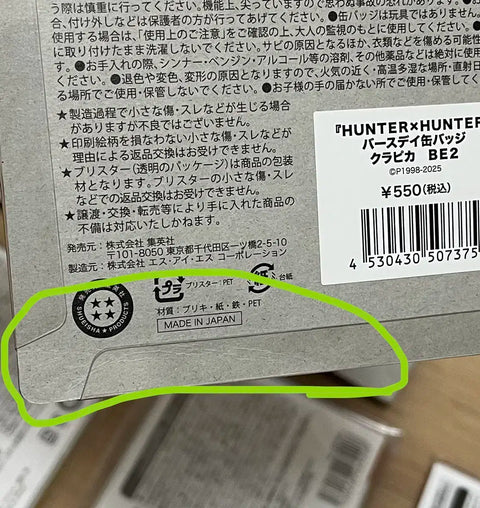 う際は慎重に行ってください。機能上、尖っていますので思わぬ事故の恐れがあります。
合、付け外しなどは保護者の方が行ってあげてください。●缶バッジは玩具ではありません。
使用する場合は、「使用上のご注意」をご確認の上、大人の監視のもとに使用してください。
に取り付けたまま洗濯しないでください。サビの原因となるほか、衣類などを傷める可能性
す。●お手入れの際、シンナー・ベンジン・アルコール等の溶剤、その他薬品などは絶対に使用
い。●退色や変色、変形の原因となりますので、火気の近く・高温多湿な場所・直射日
る場所でご使用・保管しないでください。●お子様の手の届かない所でご使用・保管してく
★製造過程で小さな傷・スレなどが生じる場合
がありますが不良ではございません。
★印刷絵柄を損なわない小さな傷・スレなどが
理由による返品交換はお受けできません。
★ブリスター(透明のパッケージ)は商品の包装
材となります。ブリスターの小さな傷・スレ
などでの返品交換はお受けできません。
★譲渡・交換・転売等により手に入れた商品の
不備は対応いたしかねます。
発売元:株式会社 集英社
〒101-8050 東京都千代田区一ツ橋2-5-10
製造元:株式会社 エス・アイ・エス コーポレーション
『HUNTER×HUNTER
バースデイ缶バッジ
クラピカ BE2
©P1998-2025
¥550(税込)
4 530430 507375
SHUEISHA ★ PRODUCTS
プラ
ブリスター:PET
紙
台紙
材質:ブリキ・紙・鉄・PET
MADE IN JAPAN